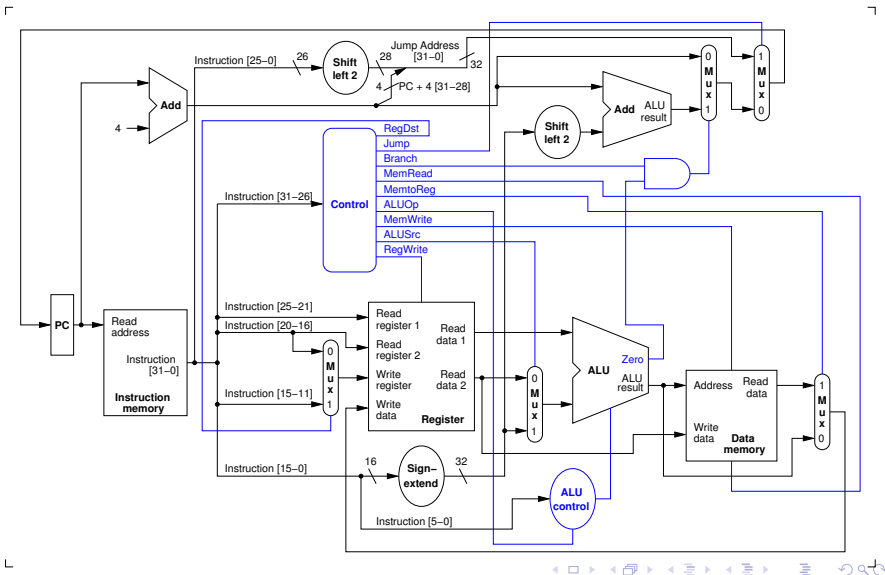 Instruction [25–0]
26
Shift
left 2
28
Jump Address
[31–0]
32
4
PC + 4 [31–28]
Add
4
0
M
u
x
1
1
M
u
x
0
Add
ALU
result
Shift
left 2
RegDst
Jump
Branch
MemRead
MemtoReg
ALUOp
MemWrite
ALUSrc
RegWrite
Control
Instruction [31–26]
PC
Read
address
Instruction
[31–0]
Instruction
memory
Instruction [25–21]
Instruction [20–16]
Instruction [15–11]
0
M
u
x
1
Read
register 1
Read
register 2
Write
register
Write
data
Read
data 1
Read
data 2
Register
0
M
u
x
1
Zero
ALU
ALU
result
Address
Write
data
Read
data
Data
memory
1
M
u
x
0
Instruction [15–0]
16
Sign–
extend
32
Instruction [5–0]
ALU
control